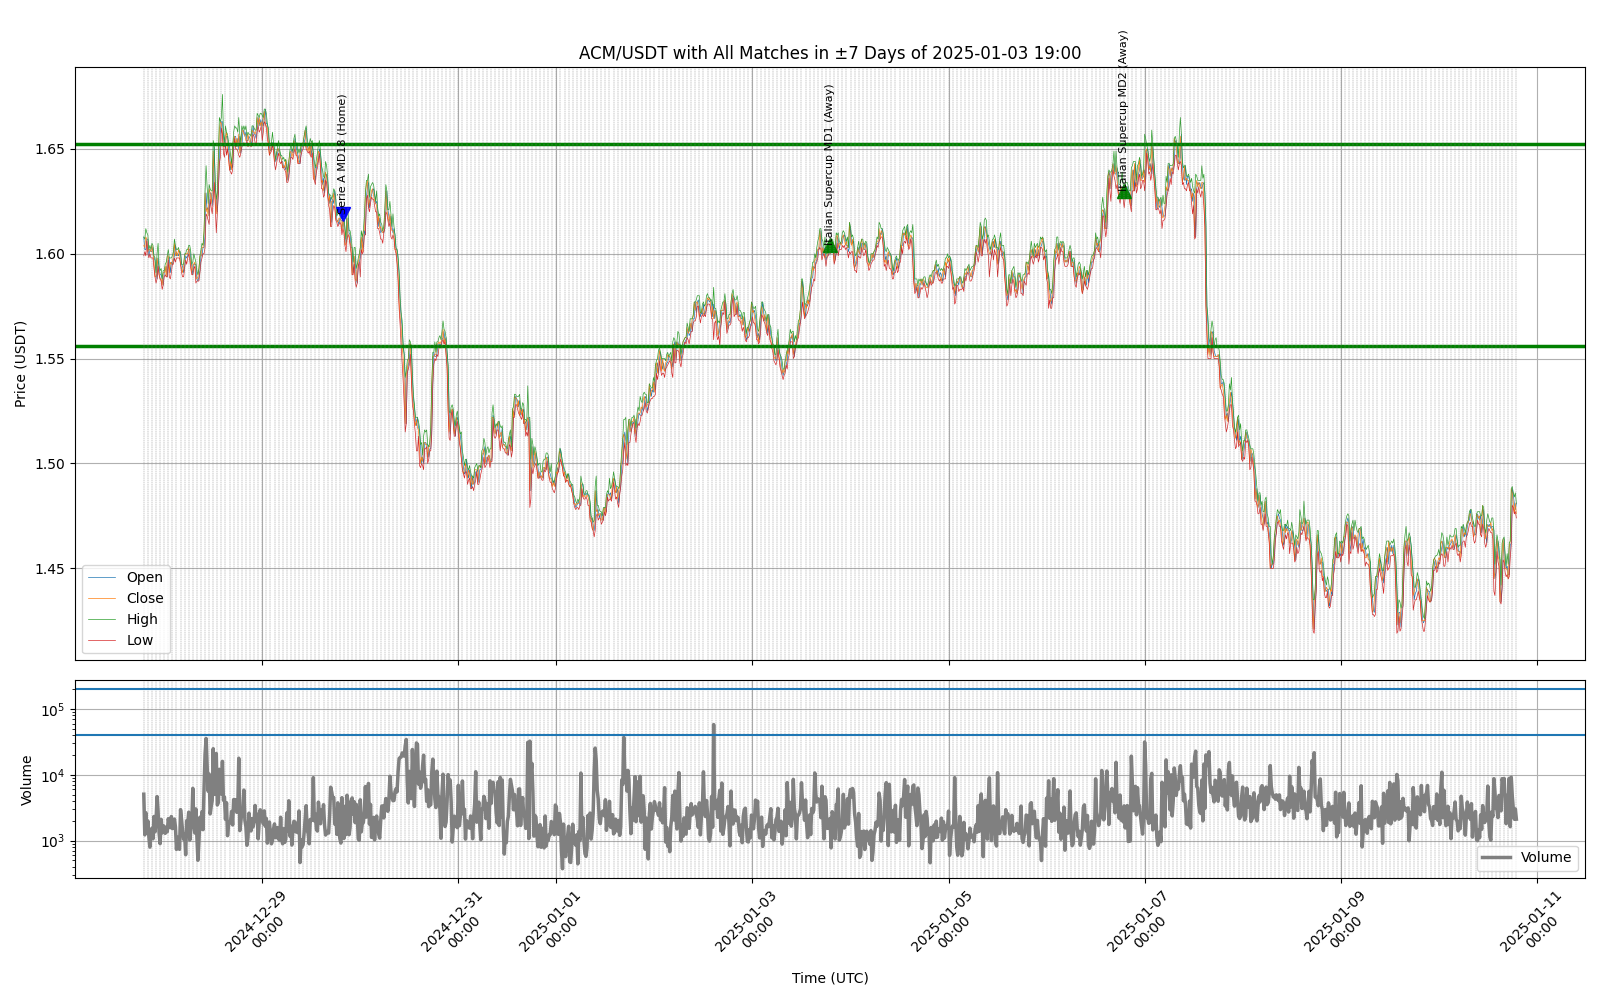 ACM/USDT with All Matches in ±7 Days of 2025-01-03 19:00
Serie A MD18 (Home)
Italian Supercup MD1 (Away)
Italian Supercup MD2 (Away)
Price (USDT)
1.65
1.60
1.55
1.50
1.45
Open
Close
High
Low
Volume
10⁵
10⁴
10³
Volume
2024-12-29
00:00
2024-12-31
00:00
2025-01-01
00:00
2025-01-03
00:00
2025-01-05
00:00
2025-01-07
00:00
2025-01-09
00:00
2025-01-11
00:00
Time (UTC)